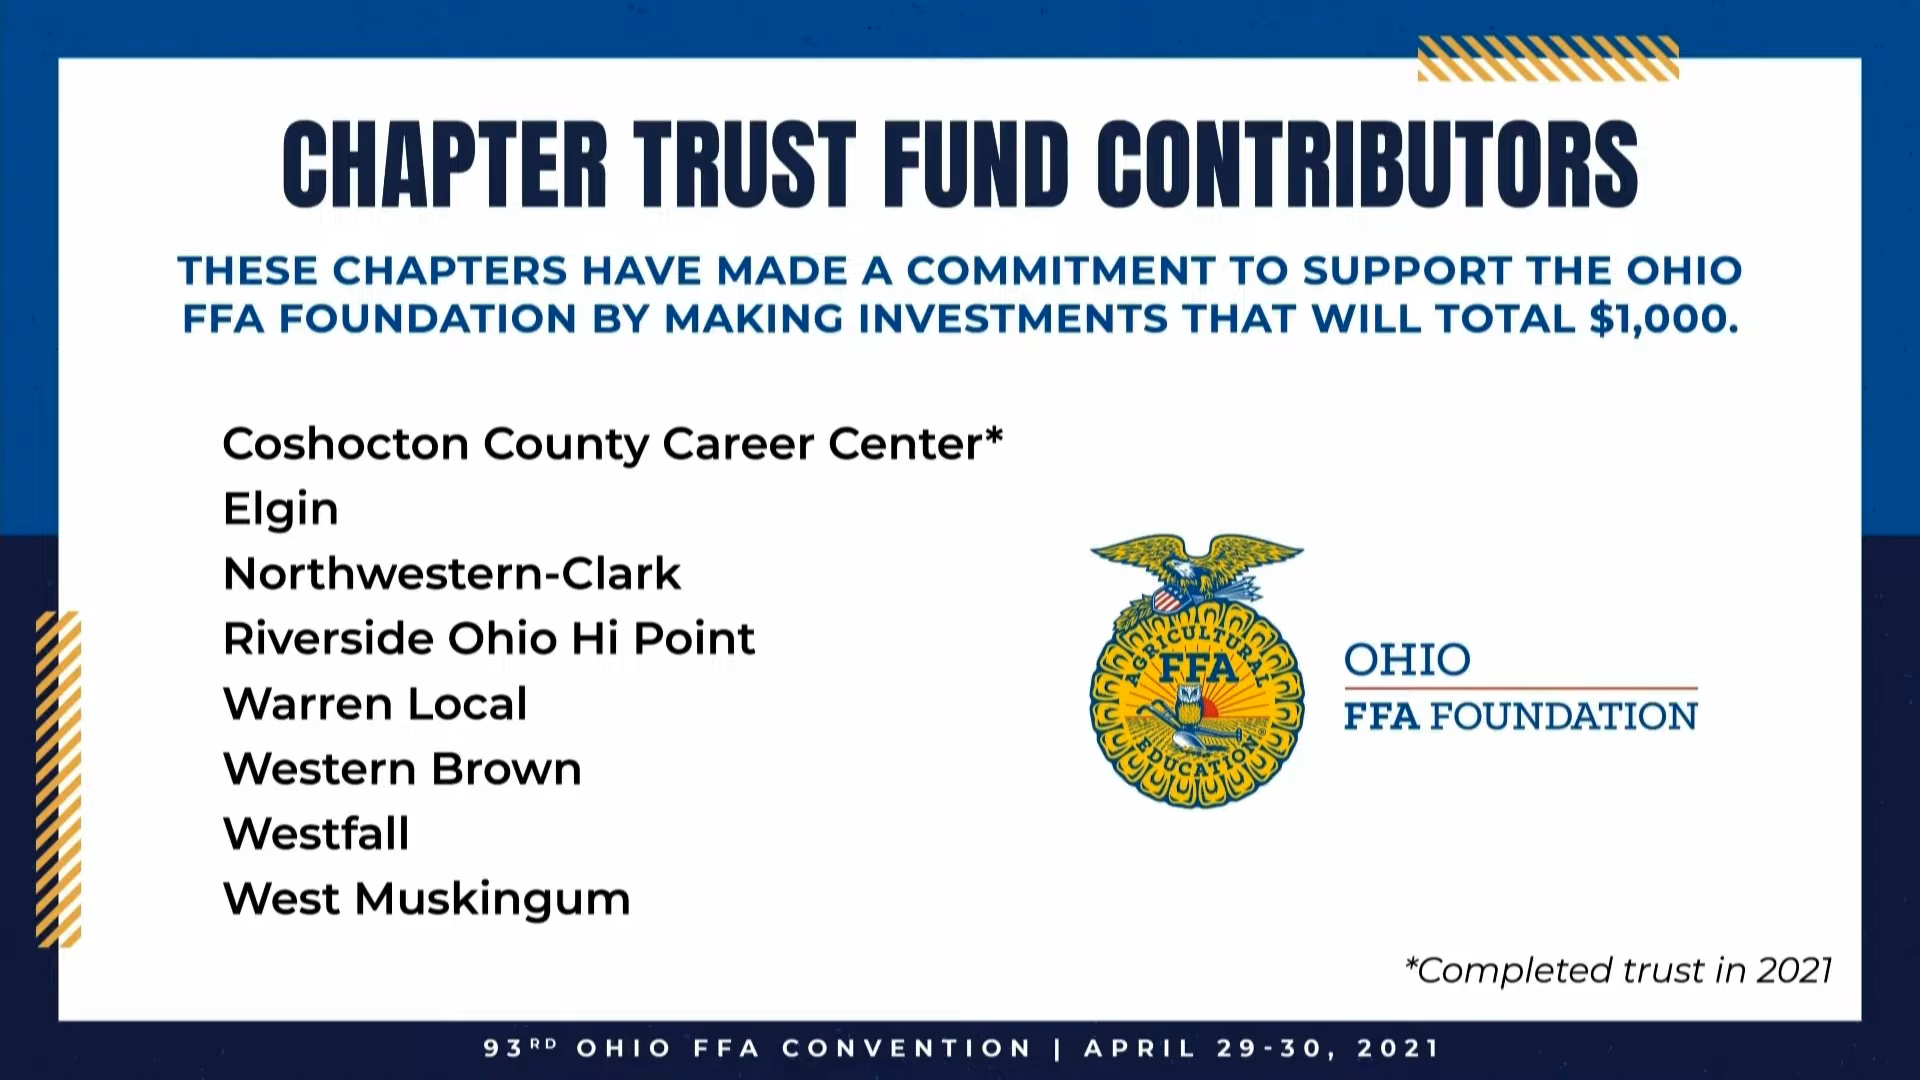 CHAPTER TRUST FUND CONTRIBUTORS
THESE CHAPTERS HAVE MADE A COMMITMENT TO SUPPORT THE OHIO
FFA FOUNDATION BY MAKING INVESTMENTS THAT WILL TOTAL $1,000.
Coshocton County Career Center*
Elgin
Northwestern-Clark
Riverside Ohio Hi Point
Warren Local
Western Brown
Westfall
West Muskingum
AGRICULTURAL
FFA
EDUCATION®
OHIO
FFA FOUNDATION
*Completed trust in 2021
93RD OHIO FFA CONVENTION | APRIL 29-30, 2021